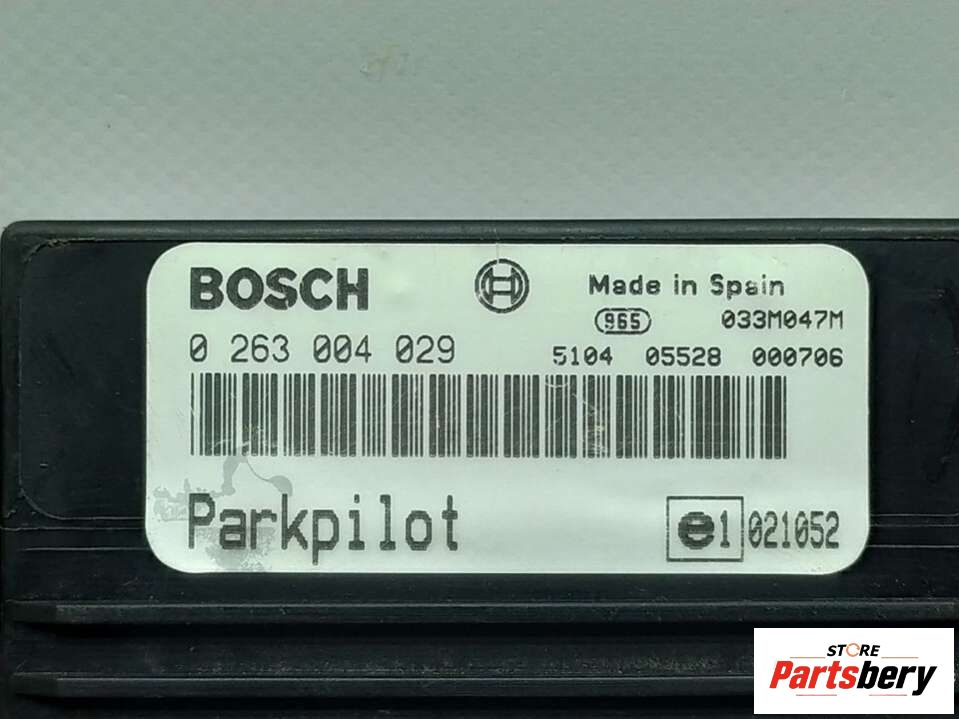 BOSCH
Made in Spain
965
033M047M
0 263 004 029
5104 05528 000706
Parkpilot
e1 021052
STORE
Partsbery